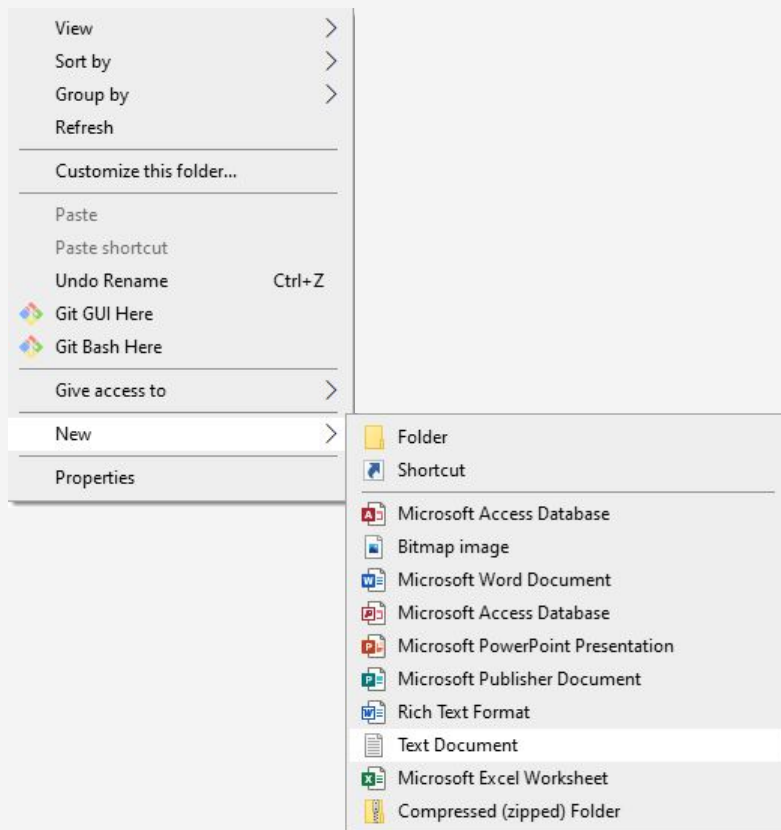 View
Sort by
Group by
Refresh
Customize this folder...
Paste
Paste shortcut
Undo Rename Ctrl+Z
Git GUI Here
Git Bash Here
Give access to
New
Properties
Folder
Shortcut
Microsoft Access Database
Bitmap image
Microsoft Word Document
Microsoft Access Database
Microsoft PowerPoint Presentation
Microsoft Publisher Document
Rich Text Format
Text Document
Microsoft Excel Worksheet
Compressed (zipped) Folder